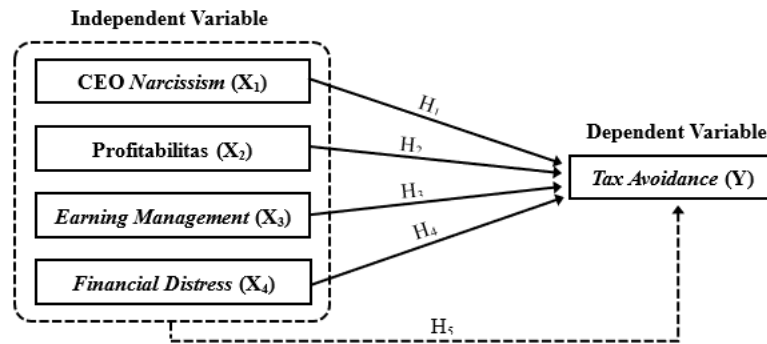 Independent Variable
CEO Narcissism (X₁)
H₁
Profitabilitas (X₂)
H₂
Dependent Variable
Tax Avoidance (Y)
Earning Management (X₃)
H₃
Financial Distress (X₄)
H₄
H₅